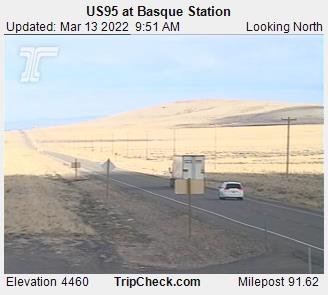 US95 at Basque Station
Updated: Mar 13 2022 9:51 AM Looking North
Elevation 4460 TripCheck.com Milepost 91.62